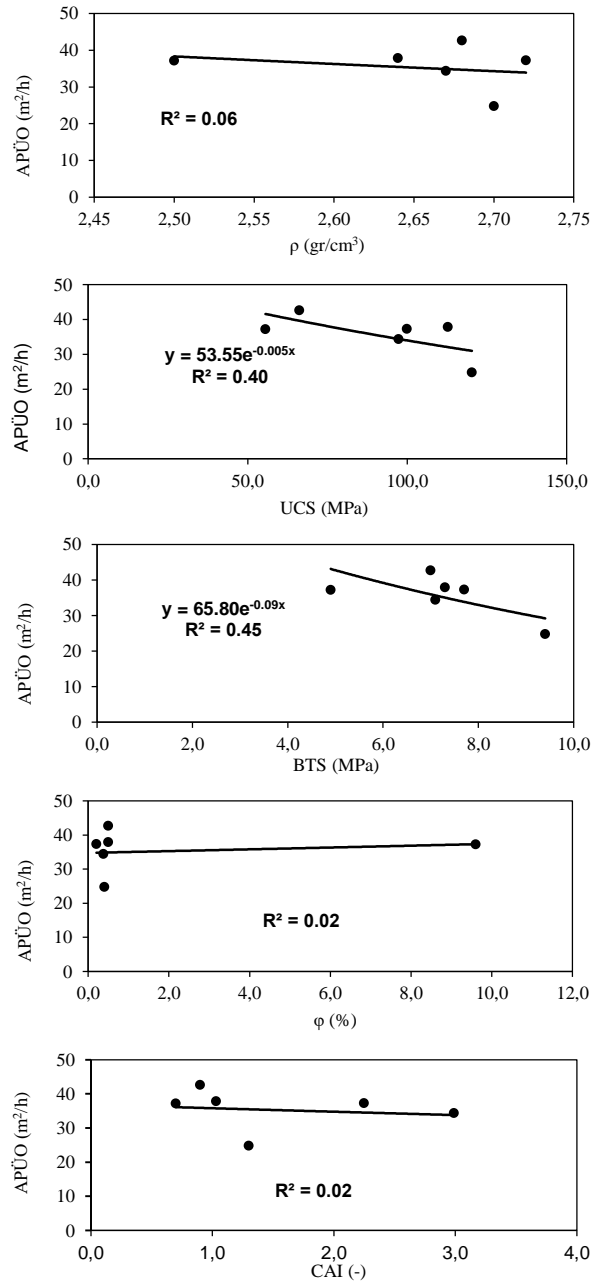 50
40
30
20
10
0
APÜO (m²/h)
R² = 0.06
2,45 2,50 2,55 2,60 2,65 2,70 2,75
ρ (gr/cm³)
50
40
30
20
10
0
APÜO (m²/h)
y = 53.55e^-0.005x
R² = 0.40
0,0 50,0 100,0 150,0
UCS (MPa)
50
40
30
20
10
0
APÜO (m²/h)
y = 65.80e^-0.09x
R² = 0.45
0,0 2,0 4,0 6,0 8,0 10,0
BTS (MPa)
50
40
30
20
10
0
APÜO (m²/h)
R² = 0.02
0,0 2,0 4,0 6,0 8,0 10,0 12,0
φ (%)
50
40
30
20
10
0
APÜO (m²/h)
R² = 0.02
0,0 1,0 2,0 3,0 4,0
CAI (-)